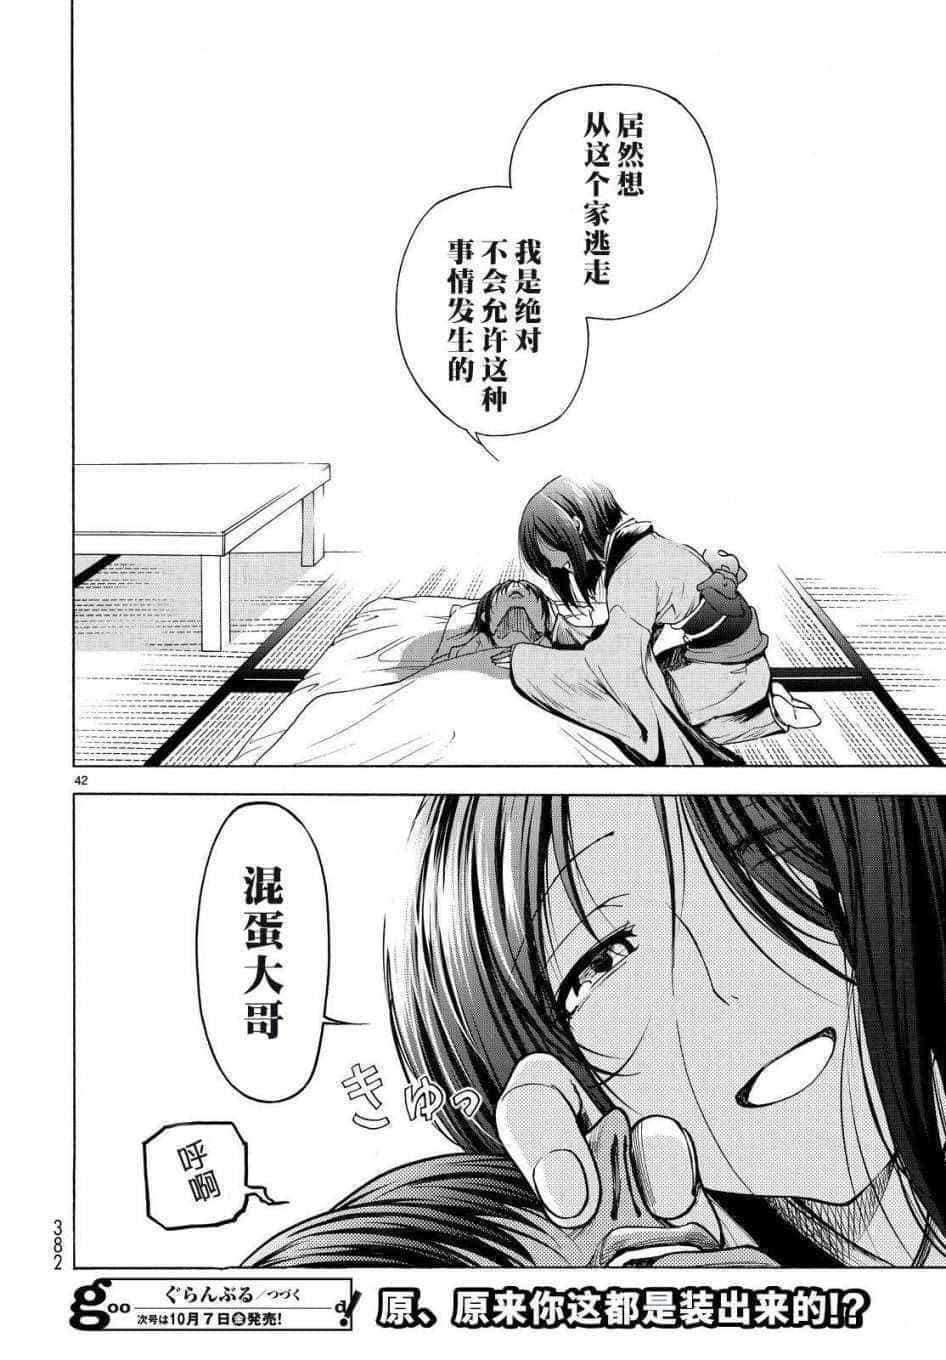 居然想
从这个家逃走
我是绝对
不会允许这种
事情发生的
42
混蛋大哥
キゅっ
呼啊
382
goo
ぐらんぶる/つづく
d!
次号は10月7日金発売!
原、原来你这都是装出来的!?